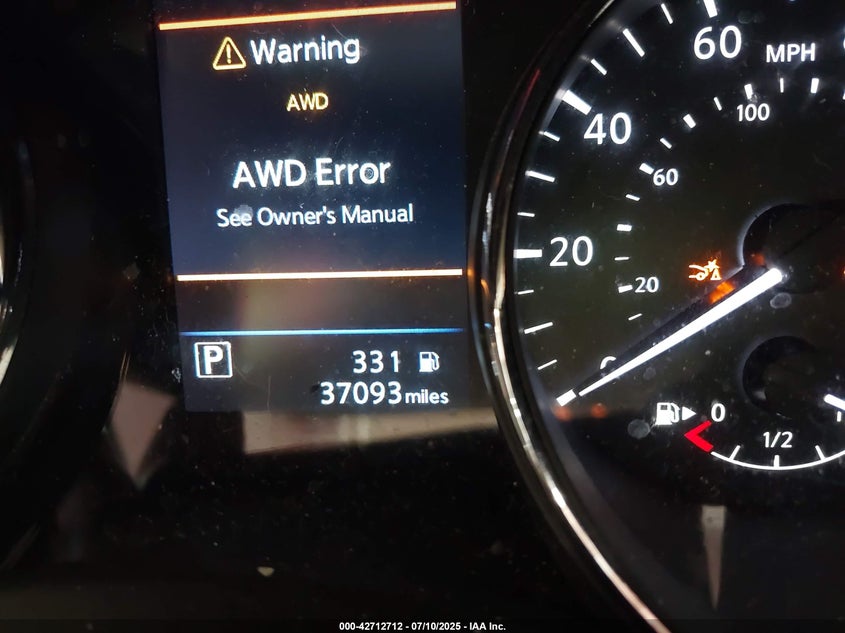 Warning
AWD
AWD Error
See Owner's Manual
P
331
37093 miles
60
MPH
100
40
60
20
20
0
0
1/2
000-42712712 - 07/10/2025 - IAA Inc.